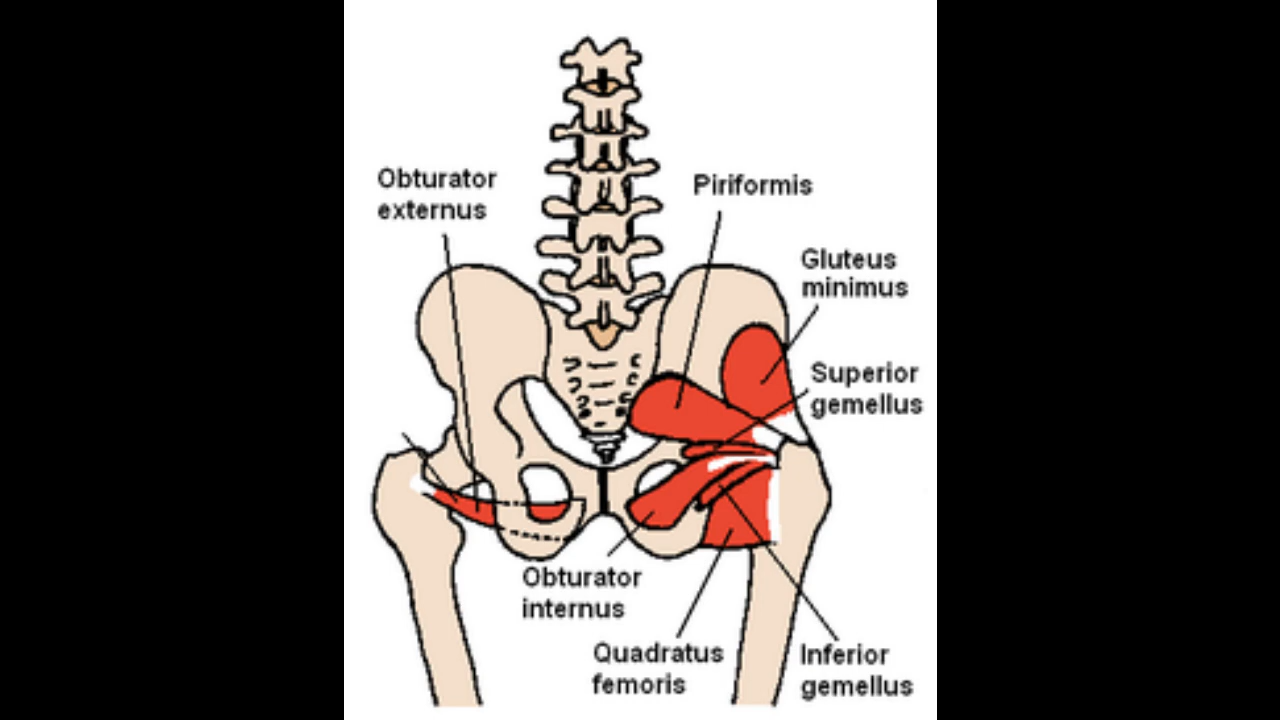 Obturator
externus
Piriformis
Gluteus
minimus
Superior
gemellus
Obturator
internus
Quadratus
femoris
Inferior
gemellus